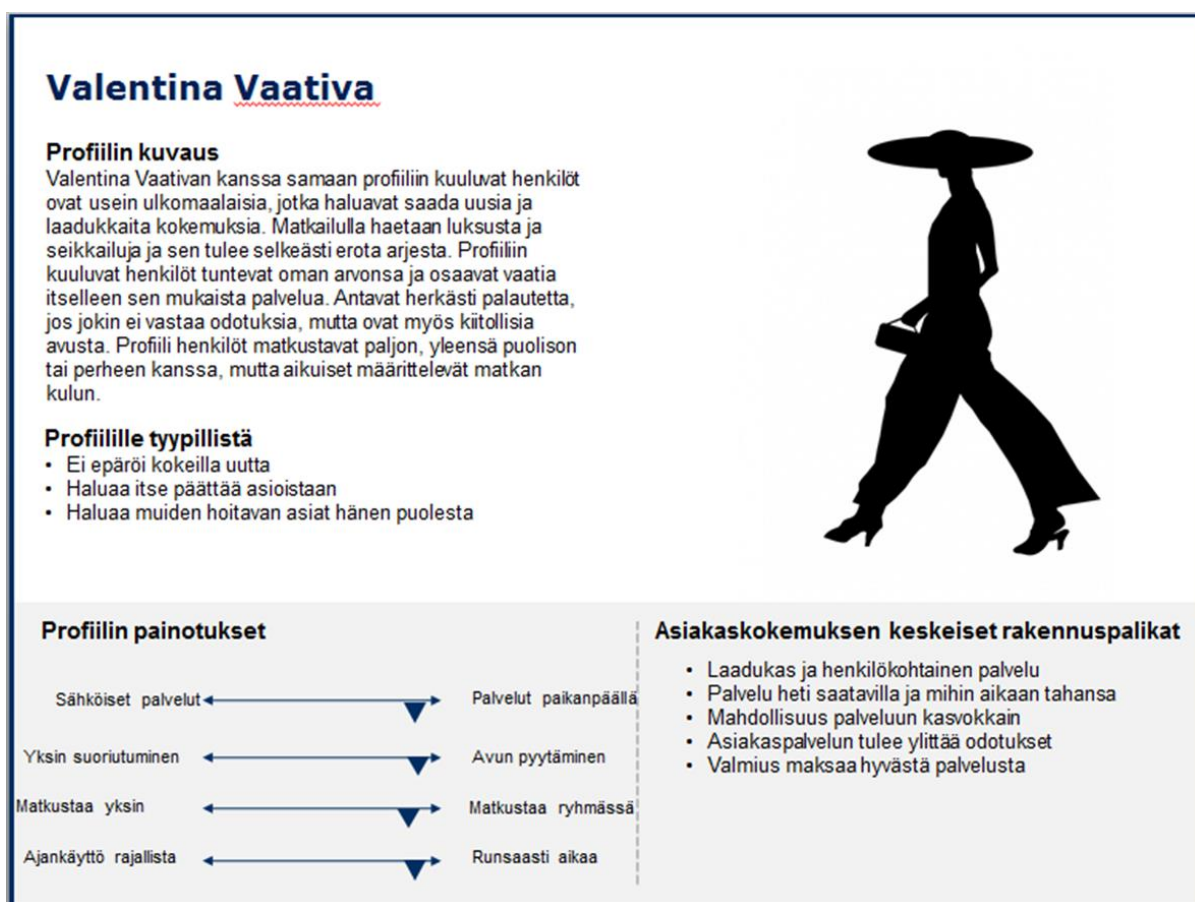 Valentina Vaativa
Profiilin kuvaus
Valentina Vaativan kanssa samaan profiiliin kuuluvat henkilöt
ovat usein ulkomaalaisia, jotka haluavat saada uusia ja
laadukkaita kokemuksia. Matkailulla haetaan luksusta ja
seikkailuja ja sen tulee selkeästi erota arjesta. Profiiliin
kuuluvat henkilöt tuntevat oman arvonsa ja osaavat vaatia
itselleen sen mukaista palvelua. Antavat herkästi palautetta,
jos jokin ei vastaa odotuksia, mutta ovat myös kiitollisia
avusta. Profiili henkilöt matkustavat paljon, yleensä puolison
tai perheen kanssa, mutta aikuiset määrittelevät matkan
kulun.
Profiilille tyypillistä
• Ei epäröi kokeilla uutta
• Haluaa itse päättää asioistaan
• Haluaa muiden hoitavan asiat hänen puolesta
Profiilin painotukset
Sähköiset palvelut Palvelut paikanpäällä
Yksin suoriutuminen Avun pyytäminen
Matkustaa yksin Matkustaa ryhmässä
Ajankäyttö rajallista Runsaasti aikaa
Asiakaskokemuksen keskeiset rakennuspalikat
• Laadukas ja henkilökohtainen palvelu
• Palvelu heti saatavilla ja mihin aikaan tahansa
• Mahdollisuus palveluun kasvokkain
• Asiakaspalvelun tulee ylittää odotukset
• Valmius maksaa hyvästä palvelusta